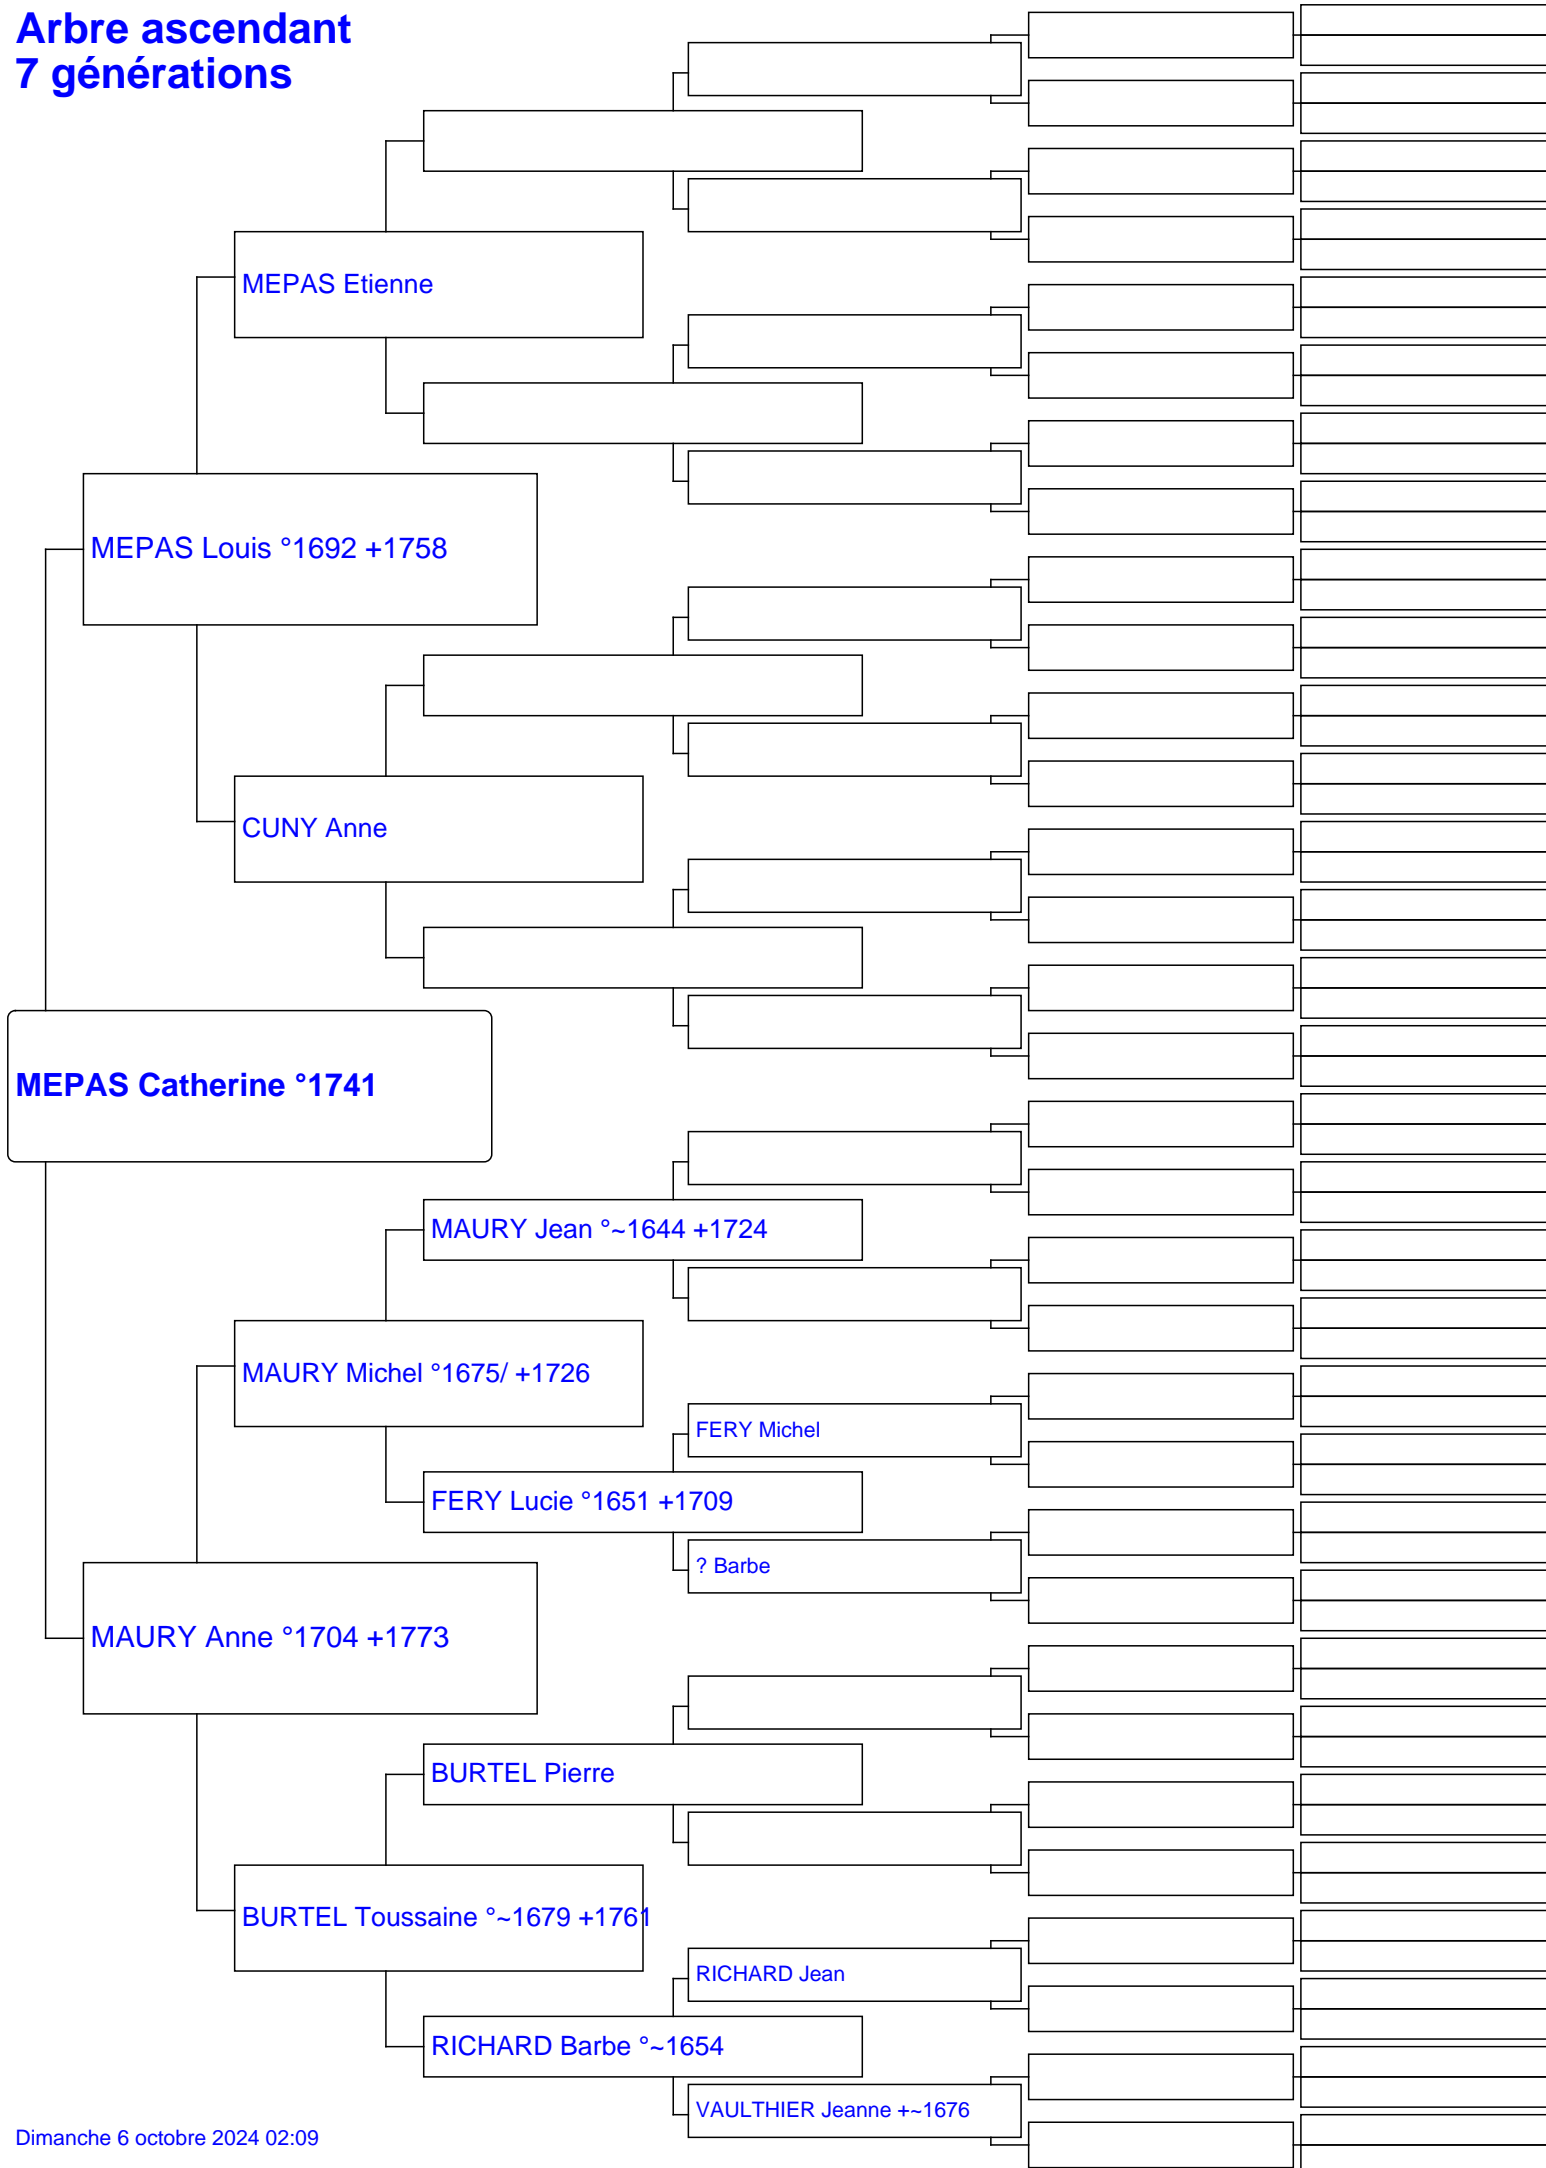 Arbre ascendant
7 générations
MEPAS Etienne
MEPAS Louis °1692 +1758
CUNY Anne
MEPAS Catherine °1741
MAURY Jean °~1644 +1724
MAURY Michel °1675/ +1726
FERY Michel
FERY Lucie °1651 +1709
? Barbe
MAURY Anne °1704 +1773
BURTEL Pierre
BURTEL Toussaine °~1679 +1761
RICHARD Jean
RICHARD Barbe °~1654
VAULTHIER Jeanne +~1676
Dimanche 6 octobre 2024 02:09